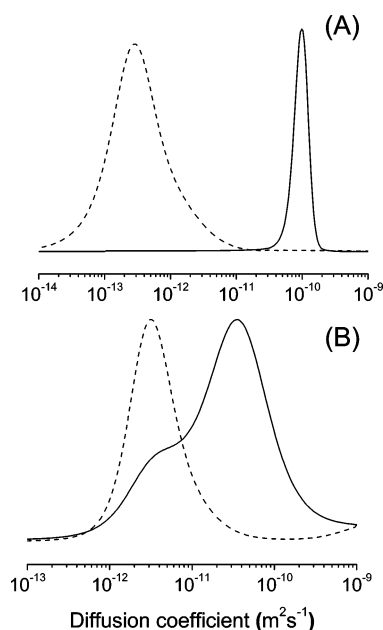 (A)
10⁻¹⁴ 10⁻¹³ 10⁻¹² 10⁻¹¹ 10⁻¹⁰ 10⁻⁹
(B)
10⁻¹³ 10⁻¹² 10⁻¹¹ 10⁻¹⁰ 10⁻⁹
Diffusion coefficient (m²s⁻¹)